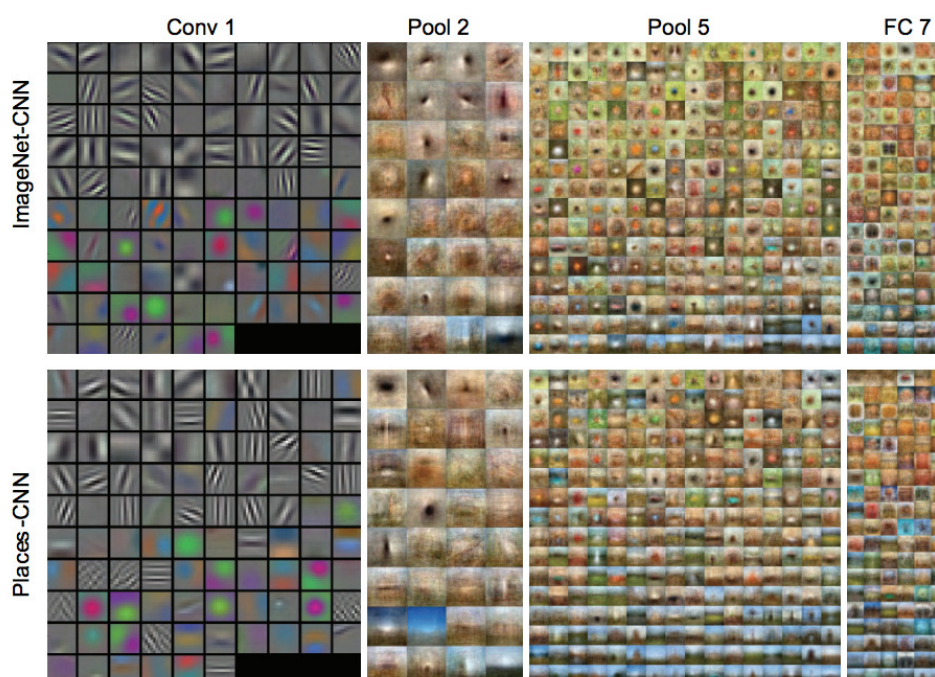 Conv 1
Pool 2
Pool 5
FC 7
ImageNet-CNN
Places -CNN